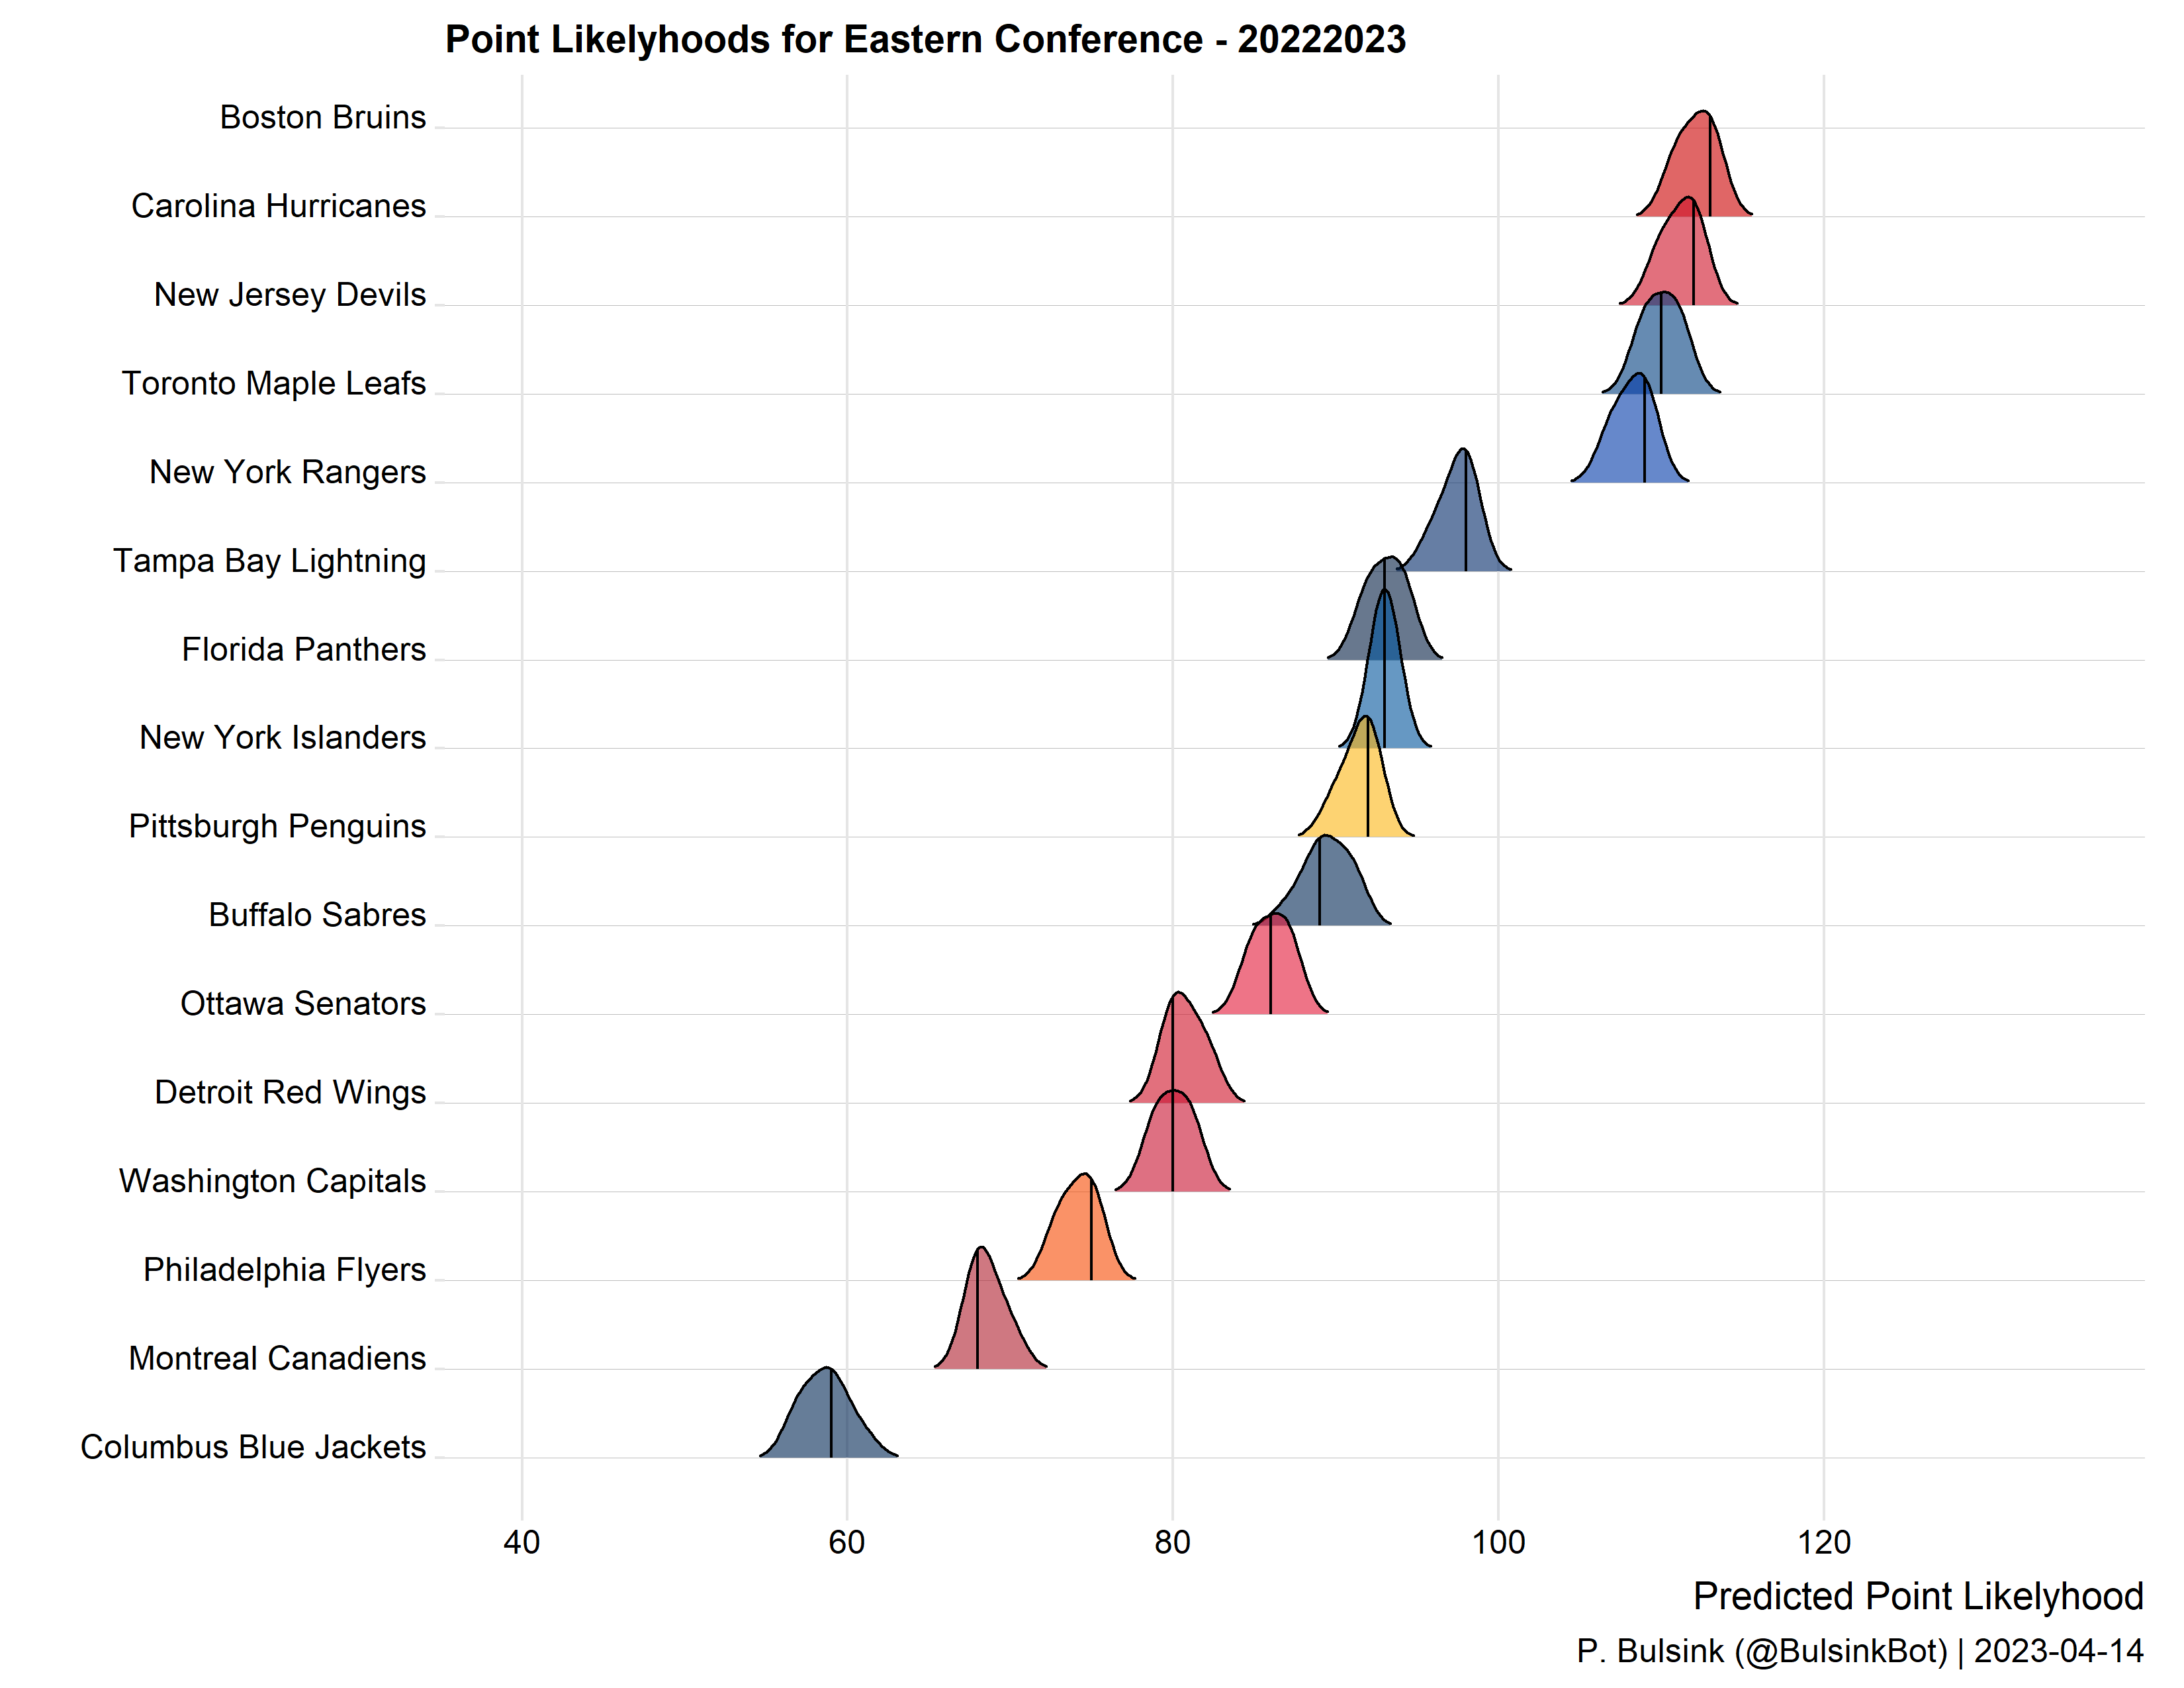 Point Likelyhoods for Eastern Conference - 20222023
Boston Bruins
Carolina Hurricanes
New Jersey Devils
Toronto Maple Leafs
New York Rangers
Tampa Bay Lightning
Florida Panthers
New York Islanders
Pittsburgh Penguins
Buffalo Sabres
Ottawa Senators
Detroit Red Wings
Washington Capitals
Philadelphia Flyers
Montreal Canadiens
Columbus Blue Jackets
40 60 80 100 120
Predicted Point Likelyhood
P. Bulsink (@BulsinkBot) | 2023-04-14